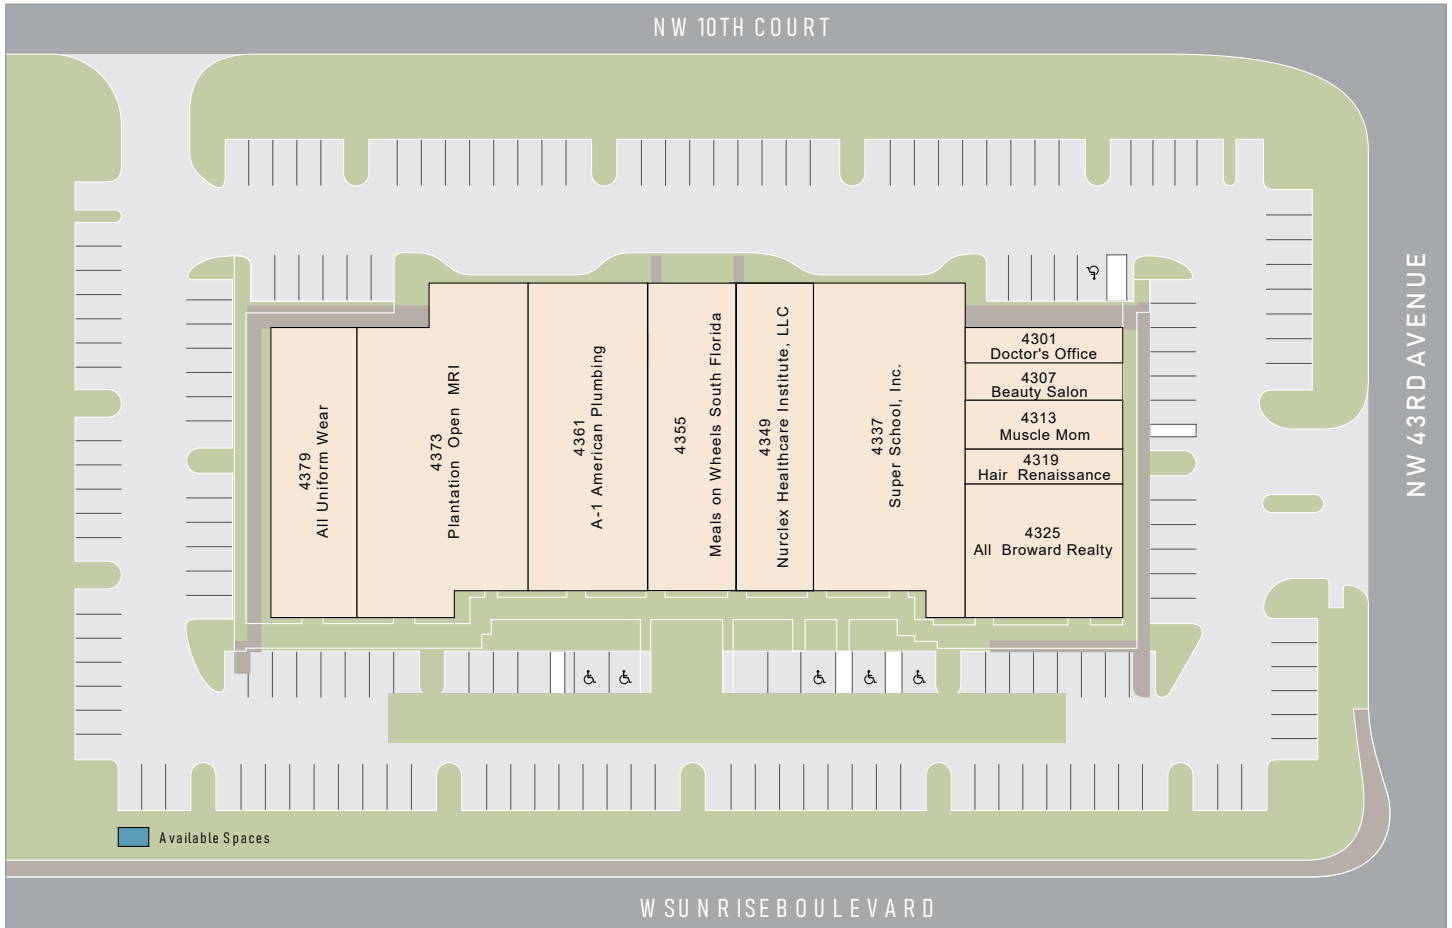 NW 10TH COURT
NW 43RD AVENUE
4379
All Uniform Wear
4373
Plantation Open MRI
4361
A-1 American Plumbing
4355
Meals on Wheels South Florida
4349
Nurclex Healthcare Institute, LLC
4337
Super School, Inc.
4301
Doctor's Office
4307
Beauty Salon
4313
Muscle Mom
4319
Hair Renaissance
4325
All Broward Realty
Available Spaces
W SUNRISE BOULEVARD